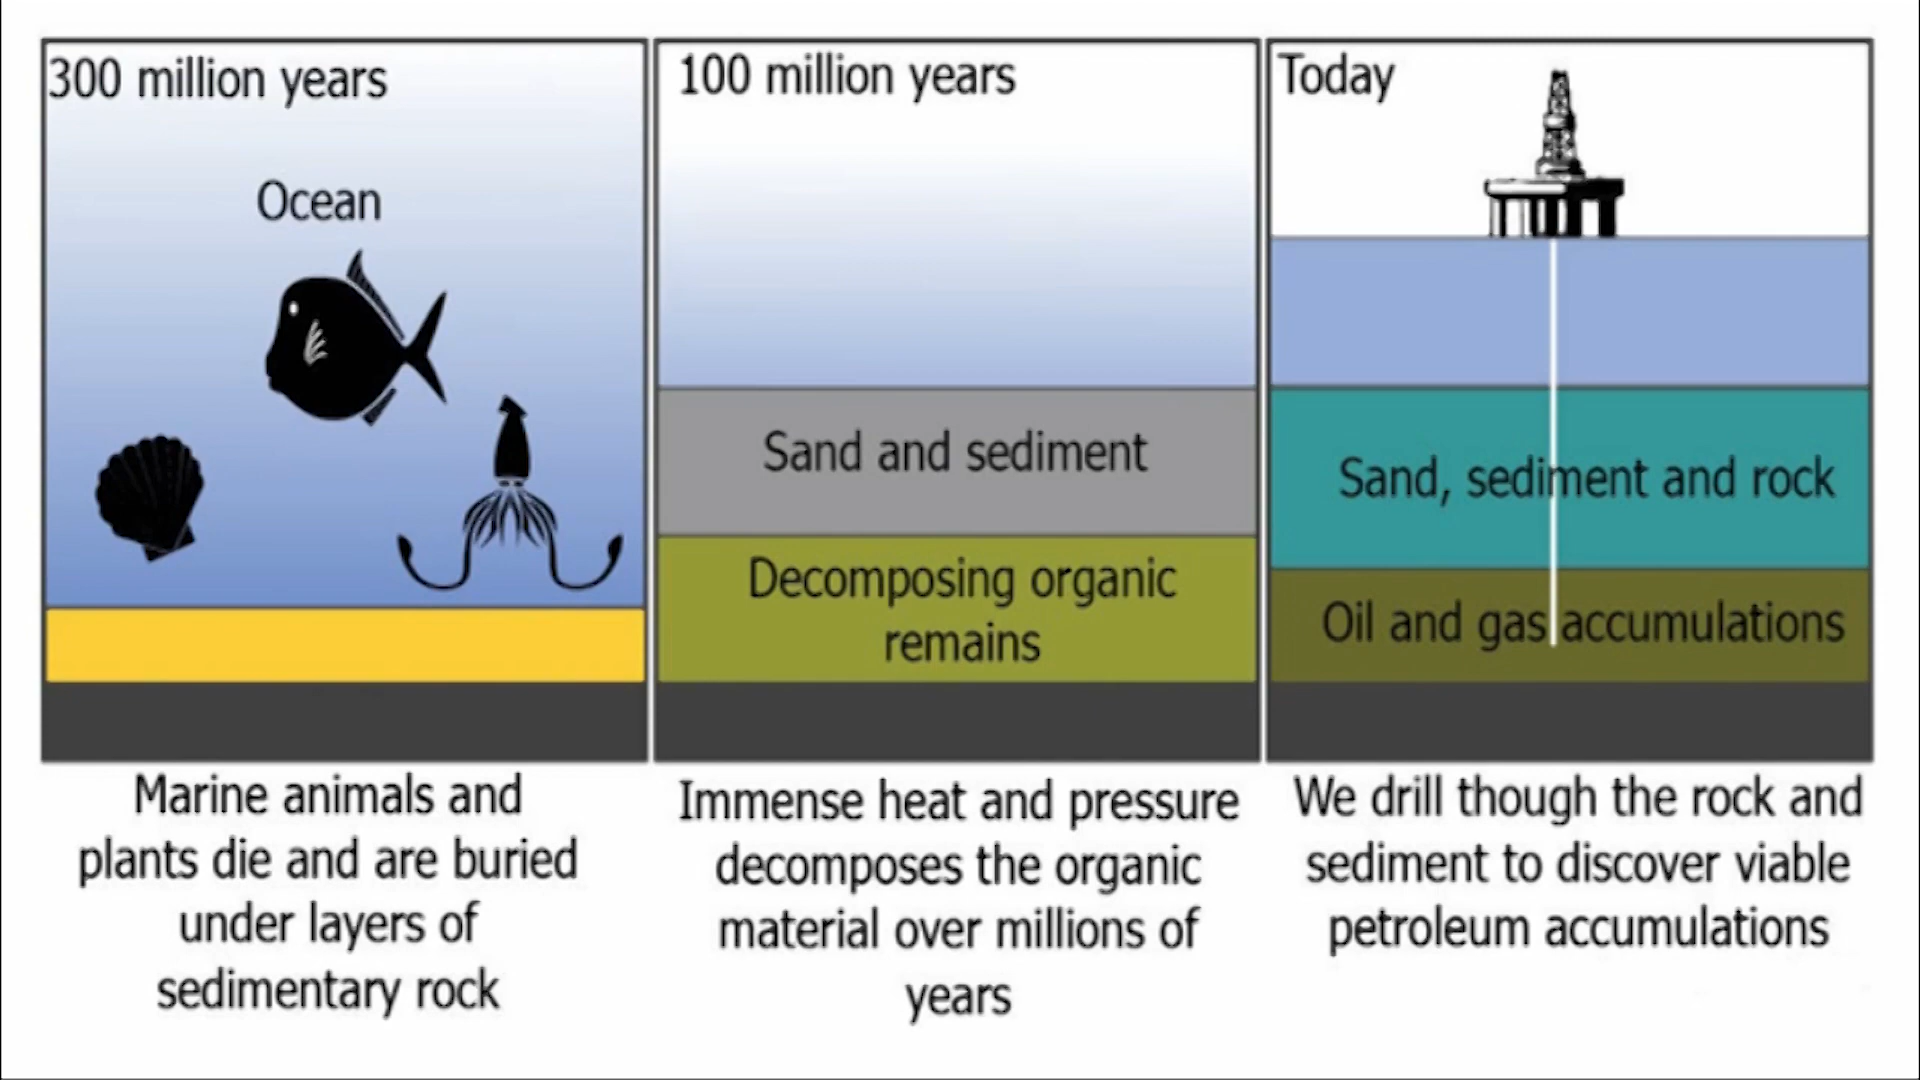 300 million years
Ocean
Marine animals and
plants die and are buried
under layers of
sedimentary rock
100 million years
Sand and sediment
Decomposing organic
remains
Immense heat and pressure
decomposes the organic
material over millions of
years
Today
Sand, sediment and rock
Oil and gas accumulations
We drill though the rock and
sediment to discover viable
petroleum accumulations